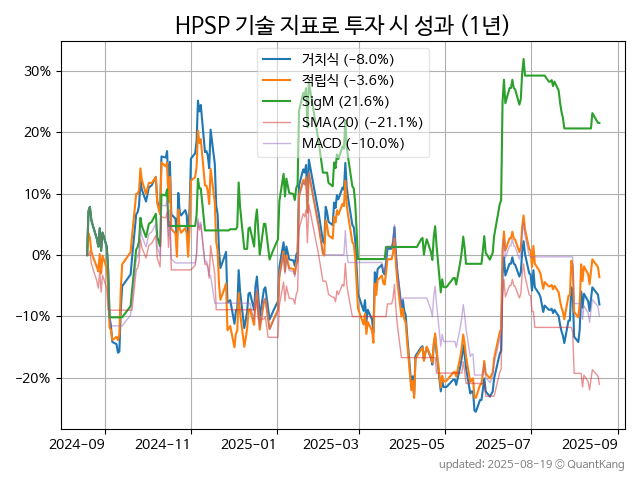 HPSP 기술 지표로 투자 시 성과 (1년)
거치식 (−8.0%)
적립식 (−3.6%)
SigM (21.6%)
SMA(20) (−21.1%)
MACD (−10.0%)
30%
20%
10%
0%
−10%
−20%
2024-09 2024-11 2025-01 2025-03 2025-05 2025-07 2025-09
updated: 2025-08-19 © QuantKang